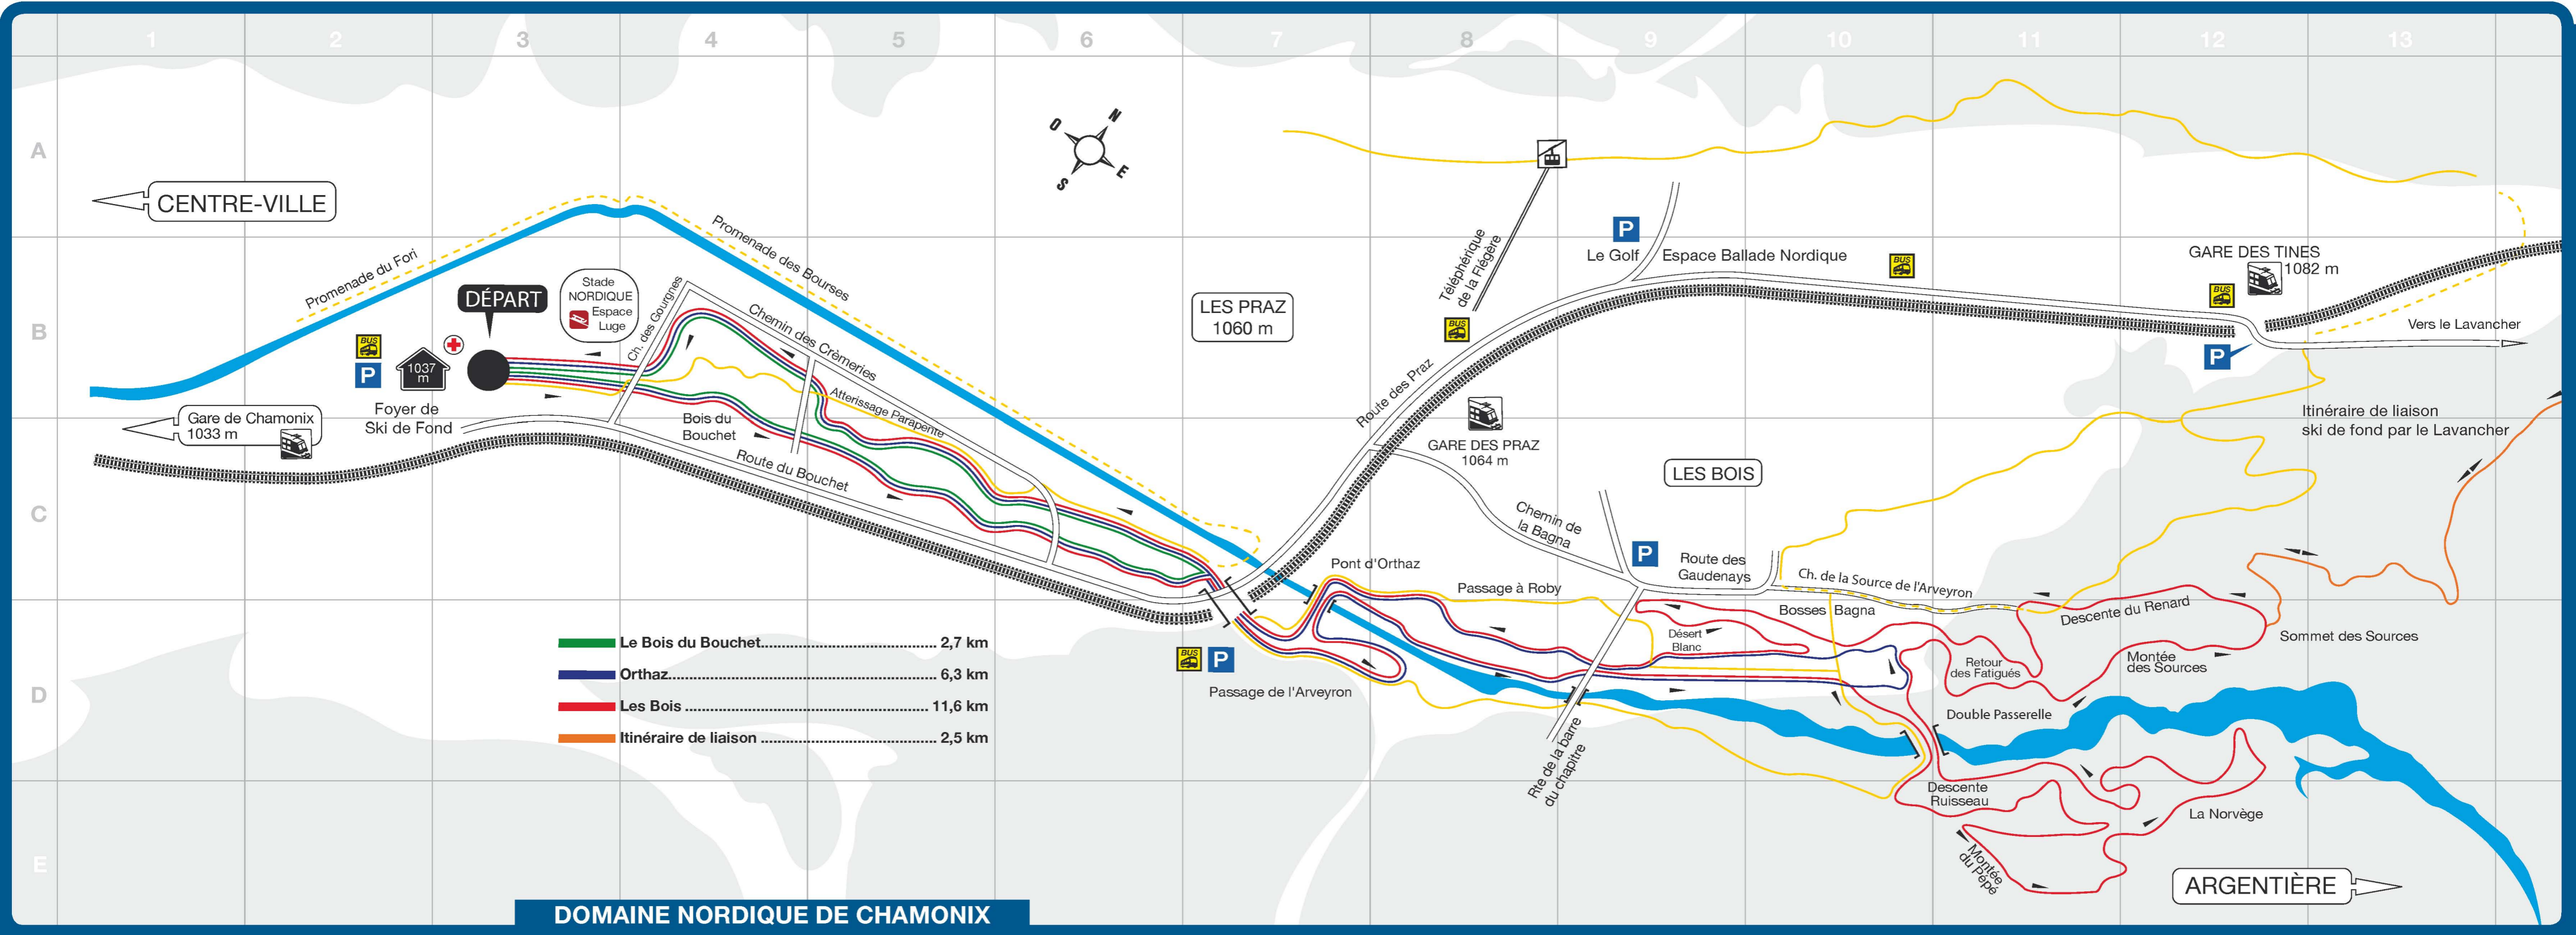 1 2 3 4 5 6 7 8 9 10 11 12 13
A
B
C
D
E
CENTRE-VILLE
N
O
E
S
Promenade du Fori
Promenade des Bourses
DÉPART
Stade
NORDIQUE
Espace
Luge
Ch. des Gourgnes
Chemin des Crèmeries
Atterissage Parapente
BUS
P
1037
m
Foyer de
Ski de Fond
Gare de Chamonix
1033 m
Bois du
Bouchet
Route du Bouchet
LES PRAZ
1060 m
Téléphérique
de la Flégère
BUS
P
Le Golf
Espace Ballade Nordique
BUS
GARE DES TINES
1082 m
BUS
P
Vers le Lavancher
Route des Praz
GARE DES PRAZ
1064 m
LES BOIS
Itinéraire de liaison
ski de fond par le Lavancher
Chemin de
la Bagna
P
Route des
Gaudenays
Ch. de la Source de l'Arveyron
Pont d'Orthaz
Passage à Roby
Bosses Bagna
Descente du Renard
Désert
Blanc
Sommet des Sources
Retour
des Fatigués
Montée
des Sources
BUS
P
Passage de l'Arveyron
Double Passerelle
Rte de la barre
du chapitre
Descente
Ruisseau
La Norvège
Montée
du Pépé
ARGENTIÈRE
Le Bois du Bouchet............................................ 2,7 km
Orthaz.................................................................. 6,3 km
Les Bois ............................................................. 11,6 km
Itinéraire de liaison ............................................ 2,5 km
DOMAINE NORDIQUE DE CHAMONIX